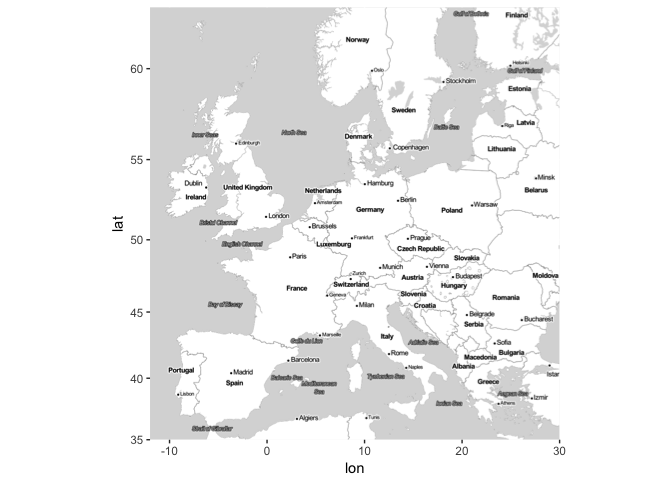 Gulf of Bothnia
Finland
Norway
60
Oslo
Helsinki
Gulf of Finland
Stockholm
Estonia
Sweden
Baltic Sea
Riga
Latvia
Inner Seas
North Sea
Edinburgh
Denmark
Copenhagen
Lithuania
55
Dublin
Ireland
United Kingdom
Netherlands
Amsterdam
Hamburg
Berlin
Germany
Poland
Warsaw
Minsk
Belarus
London
Bristol Channel
English Channel
Brussels
Luxemburg
Frankfurt
Prague
Czech Republic
50
lat
Paris
Slovakia
Munich
Vienna
Zurich
Switzerland
Austria
Budapest
Hungary
Moldova
France
Geneva
Slovenia
Croatia
Romania
Bay of Biscay
Milan
45
Belgrade
Serbia
Bucharest
Marseille
Golfe du Lion
Italy
Adriatic Sea
Sofia
Bulgaria
Rome
Barcelona
Macedonia
Albania
Istan
Portugal
Madrid
Spain
Balearic Sea
Mediterranean
Sea
Tyrrhenian Sea
Naples
Greece
40
Lisbon
Aegean Sea
Izmir
Ionian Sea
Athens
Strait of Gibraltar
Algiers
Tunis
35
-10
0
10
20
30
lon